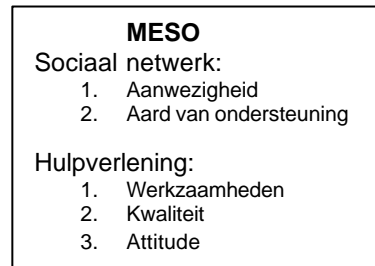 MESO
Sociaal netwerk:
1. Aanwezigheid
2. Aard van ondersteuning
Hulpverlening:
1. Werkzaamheden
2. Kwaliteit
3. Attitude